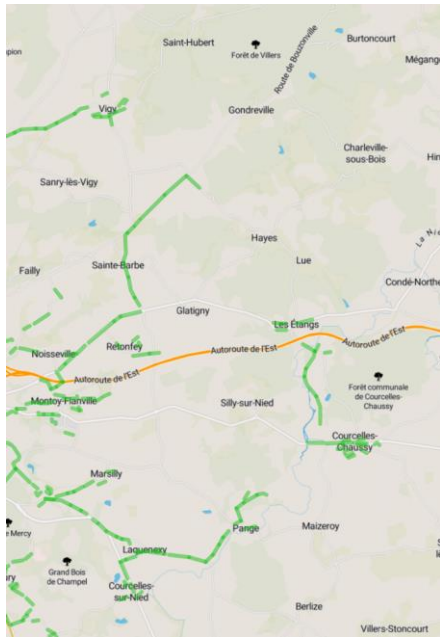 Saint-Hubert
Burtoncourt
Forêt de Villers
Route de Bouzonville
Mégang
Vigy
Gondreville
Charleville-
sous-Bois
Sanry-lès-Vigy
Hayes
Lue
Failly
Sainte-Barbe
Condé-Northe
Glatigny
Les Étangs
Noisseville
Retonfey
Autoroute de l'Est
Autoroute de l'Est
Autoroute de l'Est
Montoy-Flanville
Silly-sur-Nied
Forêt communale
de Courcelles-
Chaussy
Courcelles-
Chaussy
Marsilly
Pange
Maizeroy
Mercy
Laquenexy
Grand Bois
de Champel
Courcelles-
sur-Nied
Berlize
Villers-Stoncourt